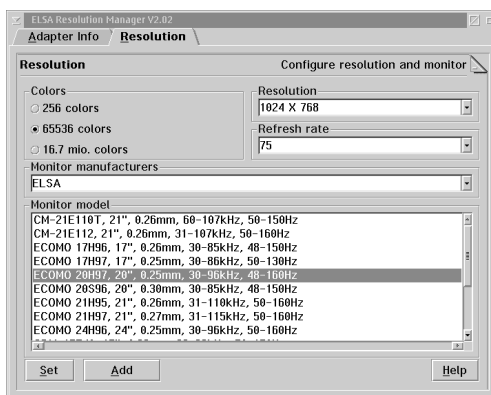 ELSA Resolution Manager V2.02
Adapter Info
Resolution
Resolution
Configure resolution and monitor
Colors
256 colors
65536 colors
16.7 mio. colors
Resolution
1024 X 768
Refresh rate
75
Monitor manufacturers
ELSA
Monitor model
CM-21E110T, 21", 0.26mm, 60-107kHz, 50-150Hz
CM-21E112, 21", 0.26mm, 31-107kHz, 50-160Hz
ECOMO 17H96, 17", 0.26mm, 30-85kHz, 48-150Hz
ECOMO 17H97, 17", 0.25mm, 30-86kHz, 50-130Hz
ECOMO 20H97, 20", 0.25mm, 30-96kHz, 48-160Hz
ECOMO 20S96, 20", 0.30mm, 30-85kHz, 48-150Hz
ECOMO 21H95, 21", 0.26mm, 31-110kHz, 50-160Hz
ECOMO 21H97, 21", 0.27mm, 31-115kHz, 50-160Hz
ECOMO 24H96, 24", 0.25mm, 30-96kHz, 50-160Hz
Set
Add
Help